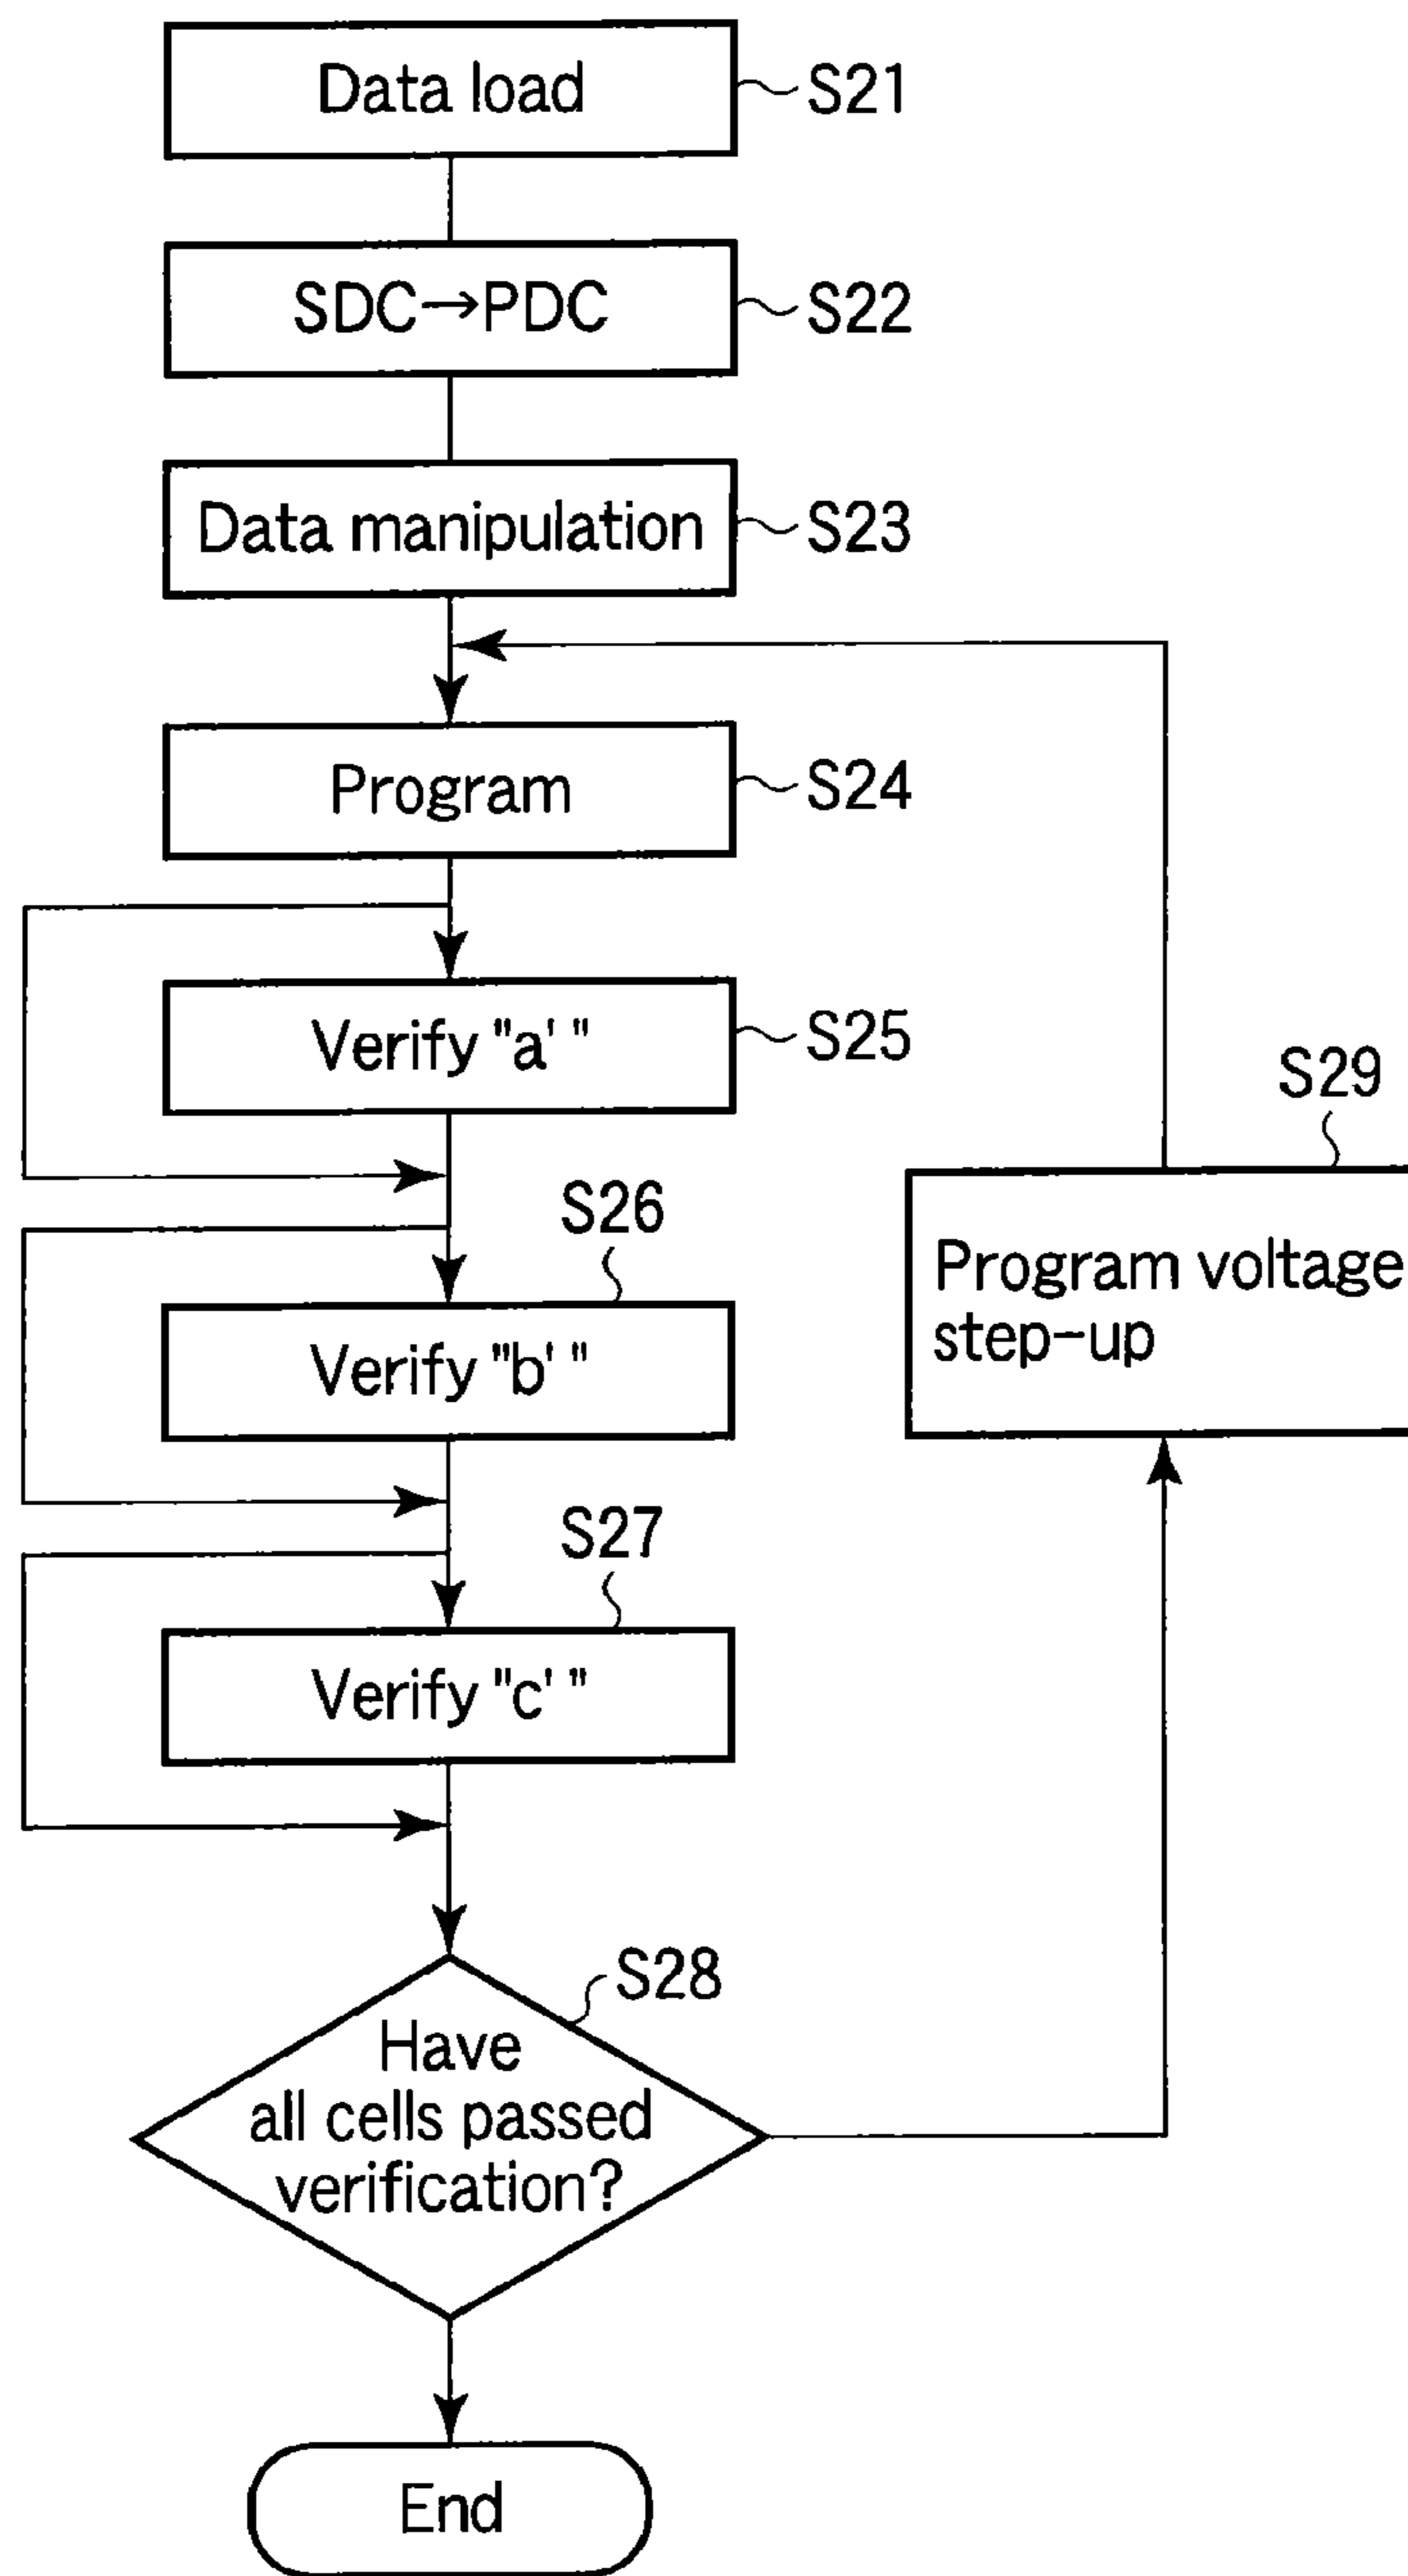 Data load
S21
SDC→PDC
S22
Data manipulation
S23
Program
S24
Verify "a' "
S25
S26
Verify "b' "
S27
Verify "c' "
S29
Program voltage
step-up
S28
Have
all cells passed
verification?
End